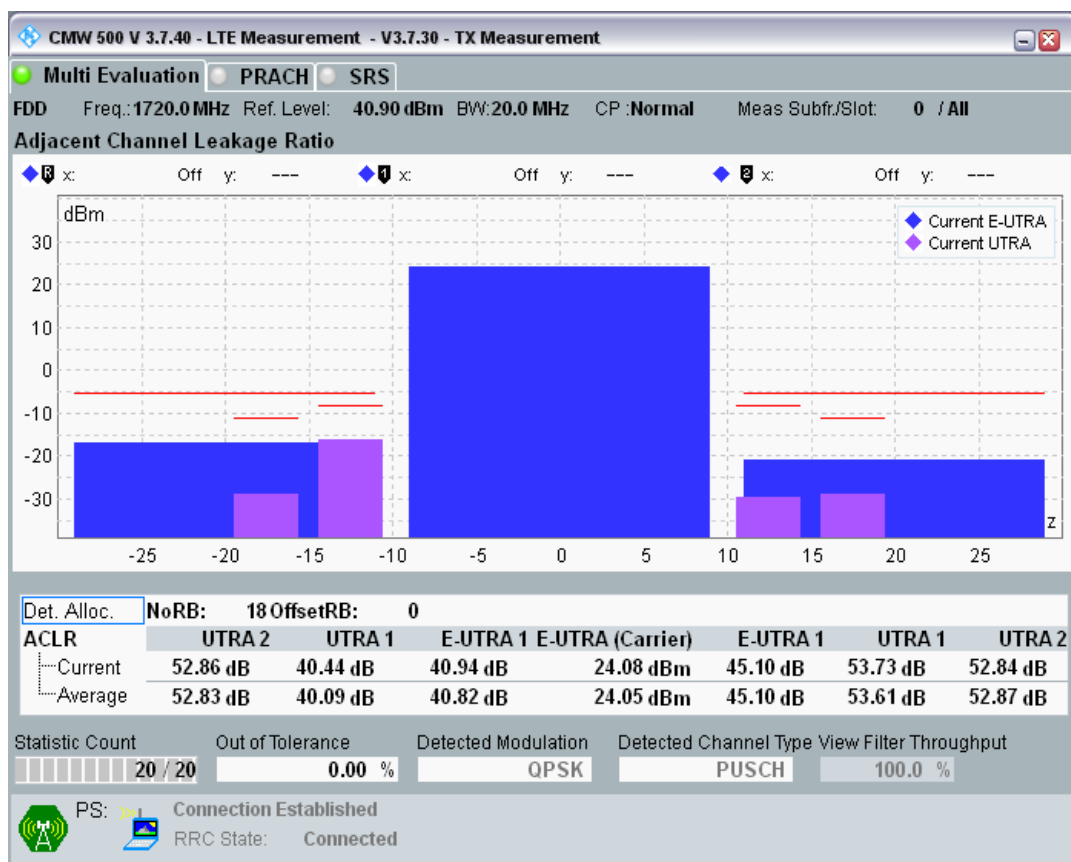 CMW 500 V 3.7.40 - LTE Measurement - V3.7.30 - TX Measurement
Multi Evaluation PRACH SRS
FDD Freq.:1720.0 MHz Ref. Level: 40.90 dBm BW:20.0 MHz CP :Normal Meas Subfr./Slot: 0 / All
Adjacent Channel Leakage Ratio
R x: Off y: --- 1 x: Off y: --- 2 x: Off y: ---
dBm
Current E-UTRA
Current UTRA
30
20
10
0
-10
-20
-30
z
-25 -20 -15 -10 -5 0 5 10 15 20 25
Det. Alloc. NoRB: 18 OffsetRB: 0
ACLR UTRA 2 UTRA 1 E-UTRA 1 E-UTRA (Carrier) E-UTRA 1 UTRA 1 UTRA 2
Current 52.86 dB 40.44 dB 40.94 dB 24.08 dBm 45.10 dB 53.73 dB 52.84 dB
Average 52.83 dB 40.09 dB 40.82 dB 24.05 dBm 45.10 dB 53.61 dB 52.87 dB
Statistic Count Out of Tolerance Detected Modulation Detected Channel Type View Filter Throughput
20 / 20 0.00 % QPSK PUSCH 100.0 %
PS: Connection Established
RRC State: Connected